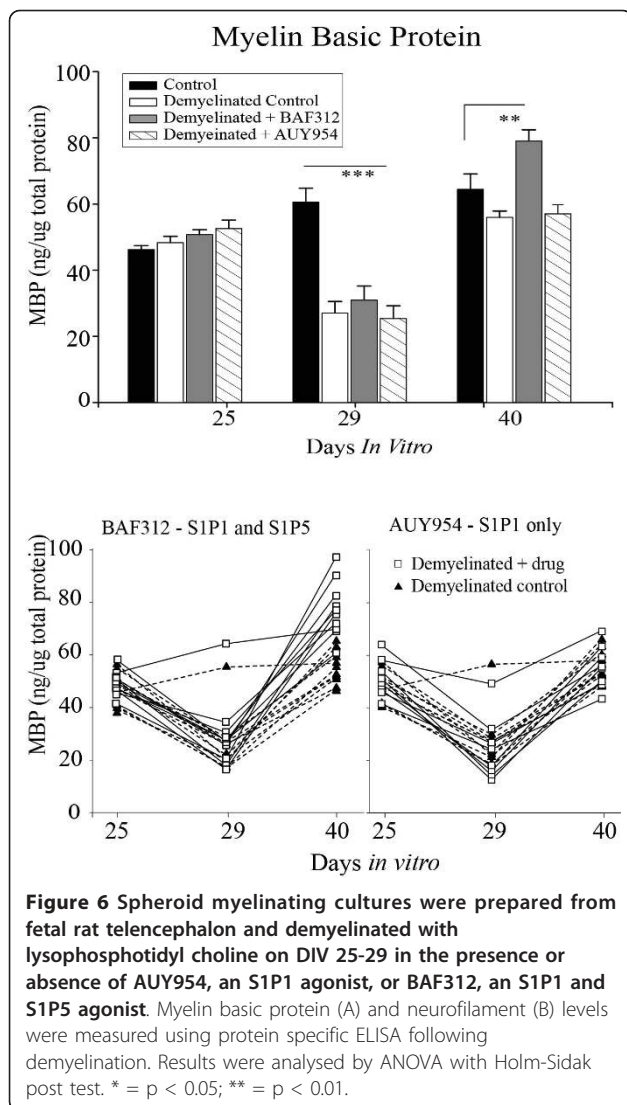 Myelin Basic Protein
100
80
60
40
20
0
MBP (ng/ug total protein)
Control
Demyelinated Control
Demyelinated + BAF312
Demyeinated + AUY954
***
**
25
29
40
Days In Vitro
BAF312 - S1P1 and S1P5
AUY954 - S1P1 only
Demyelinated + drug
Demyelinated control
100
80
60
40
20
0
MBP (ng/ug total protein)
25
29
40
25
29
40
Days in vitro
Figure 6 Spheroid myelinating cultures were prepared from
fetal rat telencephalon and demyelinated with
lysophosphotidyl choline on DIV 25-29 in the presence or
absence of AUY954, an S1P1 agonist, or BAF312, an S1P1 and
S1P5 agonist. Myelin basic protein (A) and neurofilament (B) levels
were measured using protein specific ELISA following
demyelination. Results were analysed by ANOVA with Holm-Sidak
post test. * = p < 0.05; ** = p < 0.01.